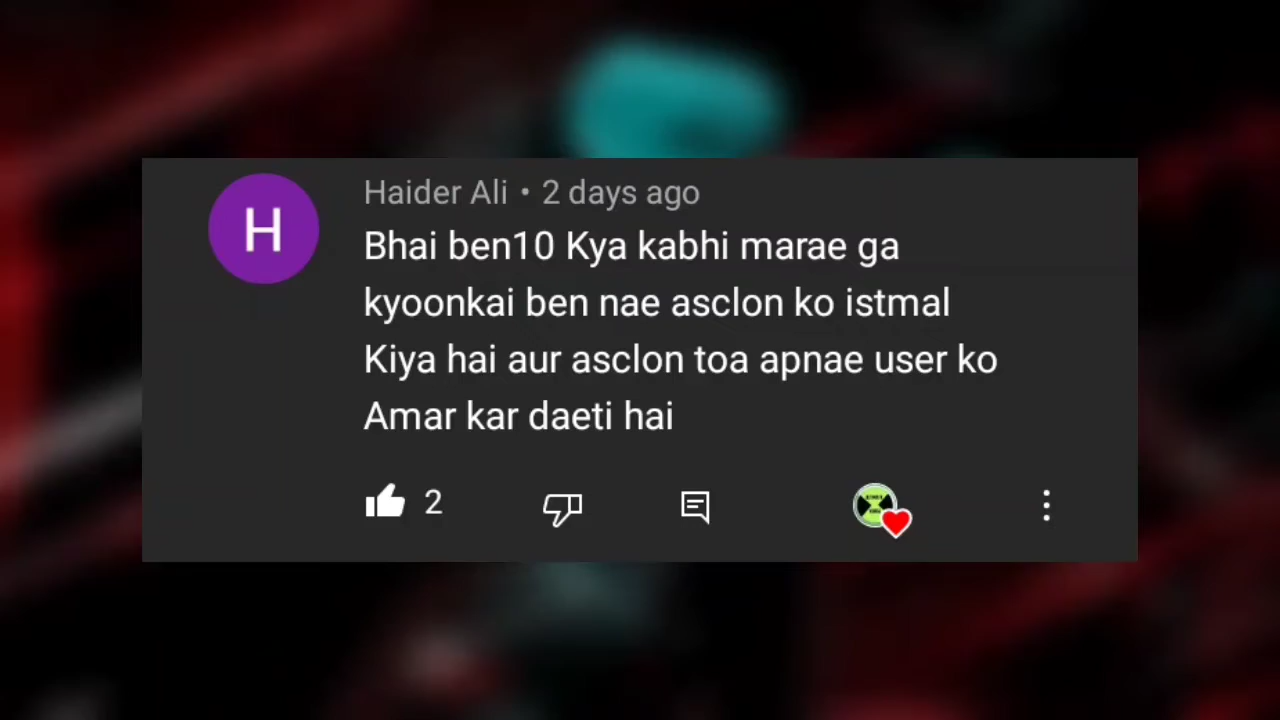 H
Haider Ali • 2 days ago
Bhai ben10 Kya kabhi marae ga
kyoonkai ben nae asclon ko istmal
Kiya hai aur asclon toa apnae user ko
Amar kar daeti hai
2